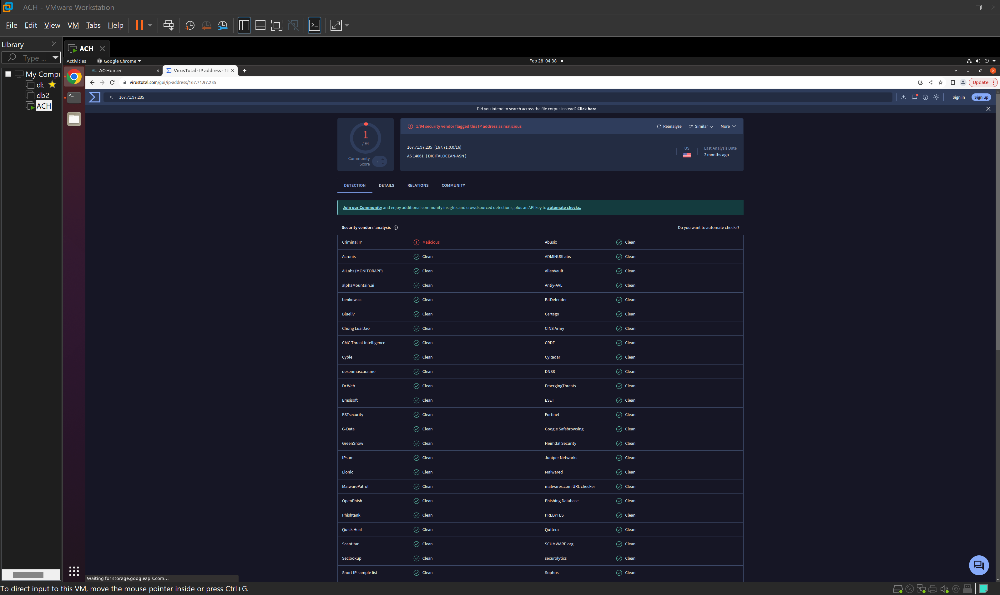 ACH - VMware Workstation
File Edit View VM Tabs Help
Library
Type ...
My Compu
db
db2
ACH
ACH
Activities Google Chrome Feb 28 04:38
AC-Hunter
VirusTotal - IP address - 16
virustotal.com/gui/ip-address/167.71.97.235
Update
167.71.97.235
Sign in Sign up
Did you intend to search across the file corpus instead? Click here
1
/ 94
Community
Score
1/94 security vendor flagged this IP address as malicious
Reanalyze Similar More
167.71.97.235 (167.71.0.0/16)
AS 14061 ( DIGITALOCEAN-ASN )
US
Last Analysis Date
2 months ago
DETECTION DETAILS RELATIONS COMMUNITY
Join our Community and enjoy additional community insights and crowdsourced detections, plus an API key to automate checks.
Security vendors' analysis Do you want to automate checks?
Criminal IP Malicious Abusix Clean
Acronis Clean ADMINUSLabs Clean
AILabs (MONITORAPP) Clean AlienVault Clean
alphaMountain.ai Clean Antiy-AVL Clean
benkow.cc Clean BitDefender Clean
Blueliv Clean Certego Clean
Chong Lua Dao Clean CINS Army Clean
CMC Threat Intelligence Clean CRDF Clean
Cyble Clean CyRadar Clean
desenmascara.me Clean DNS8 Clean
Dr.Web Clean EmergingThreats Clean
Emsisoft Clean ESET Clean
ESTsecurity Clean Fortinet Clean
G-Data Clean Google Safebrowsing Clean
GreenSnow Clean Heimdal Security Clean
IPsum Clean Juniper Networks Clean
Lionic Clean Malwared Clean
MalwarePatrol Clean malwares.com URL checker Clean
OpenPhish Clean Phishing Database Clean
Phishtank Clean PREBYTES Clean
Quick Heal Clean Quttera Clean
Scantitan Clean SCUMWARE.org Clean
Seclookup Clean securolytics Clean
Snort IP sample list Clean Sophos Clean
Waiting for storage.googleapis.com...
To direct input to this VM, move the mouse pointer inside or press Ctrl+G.